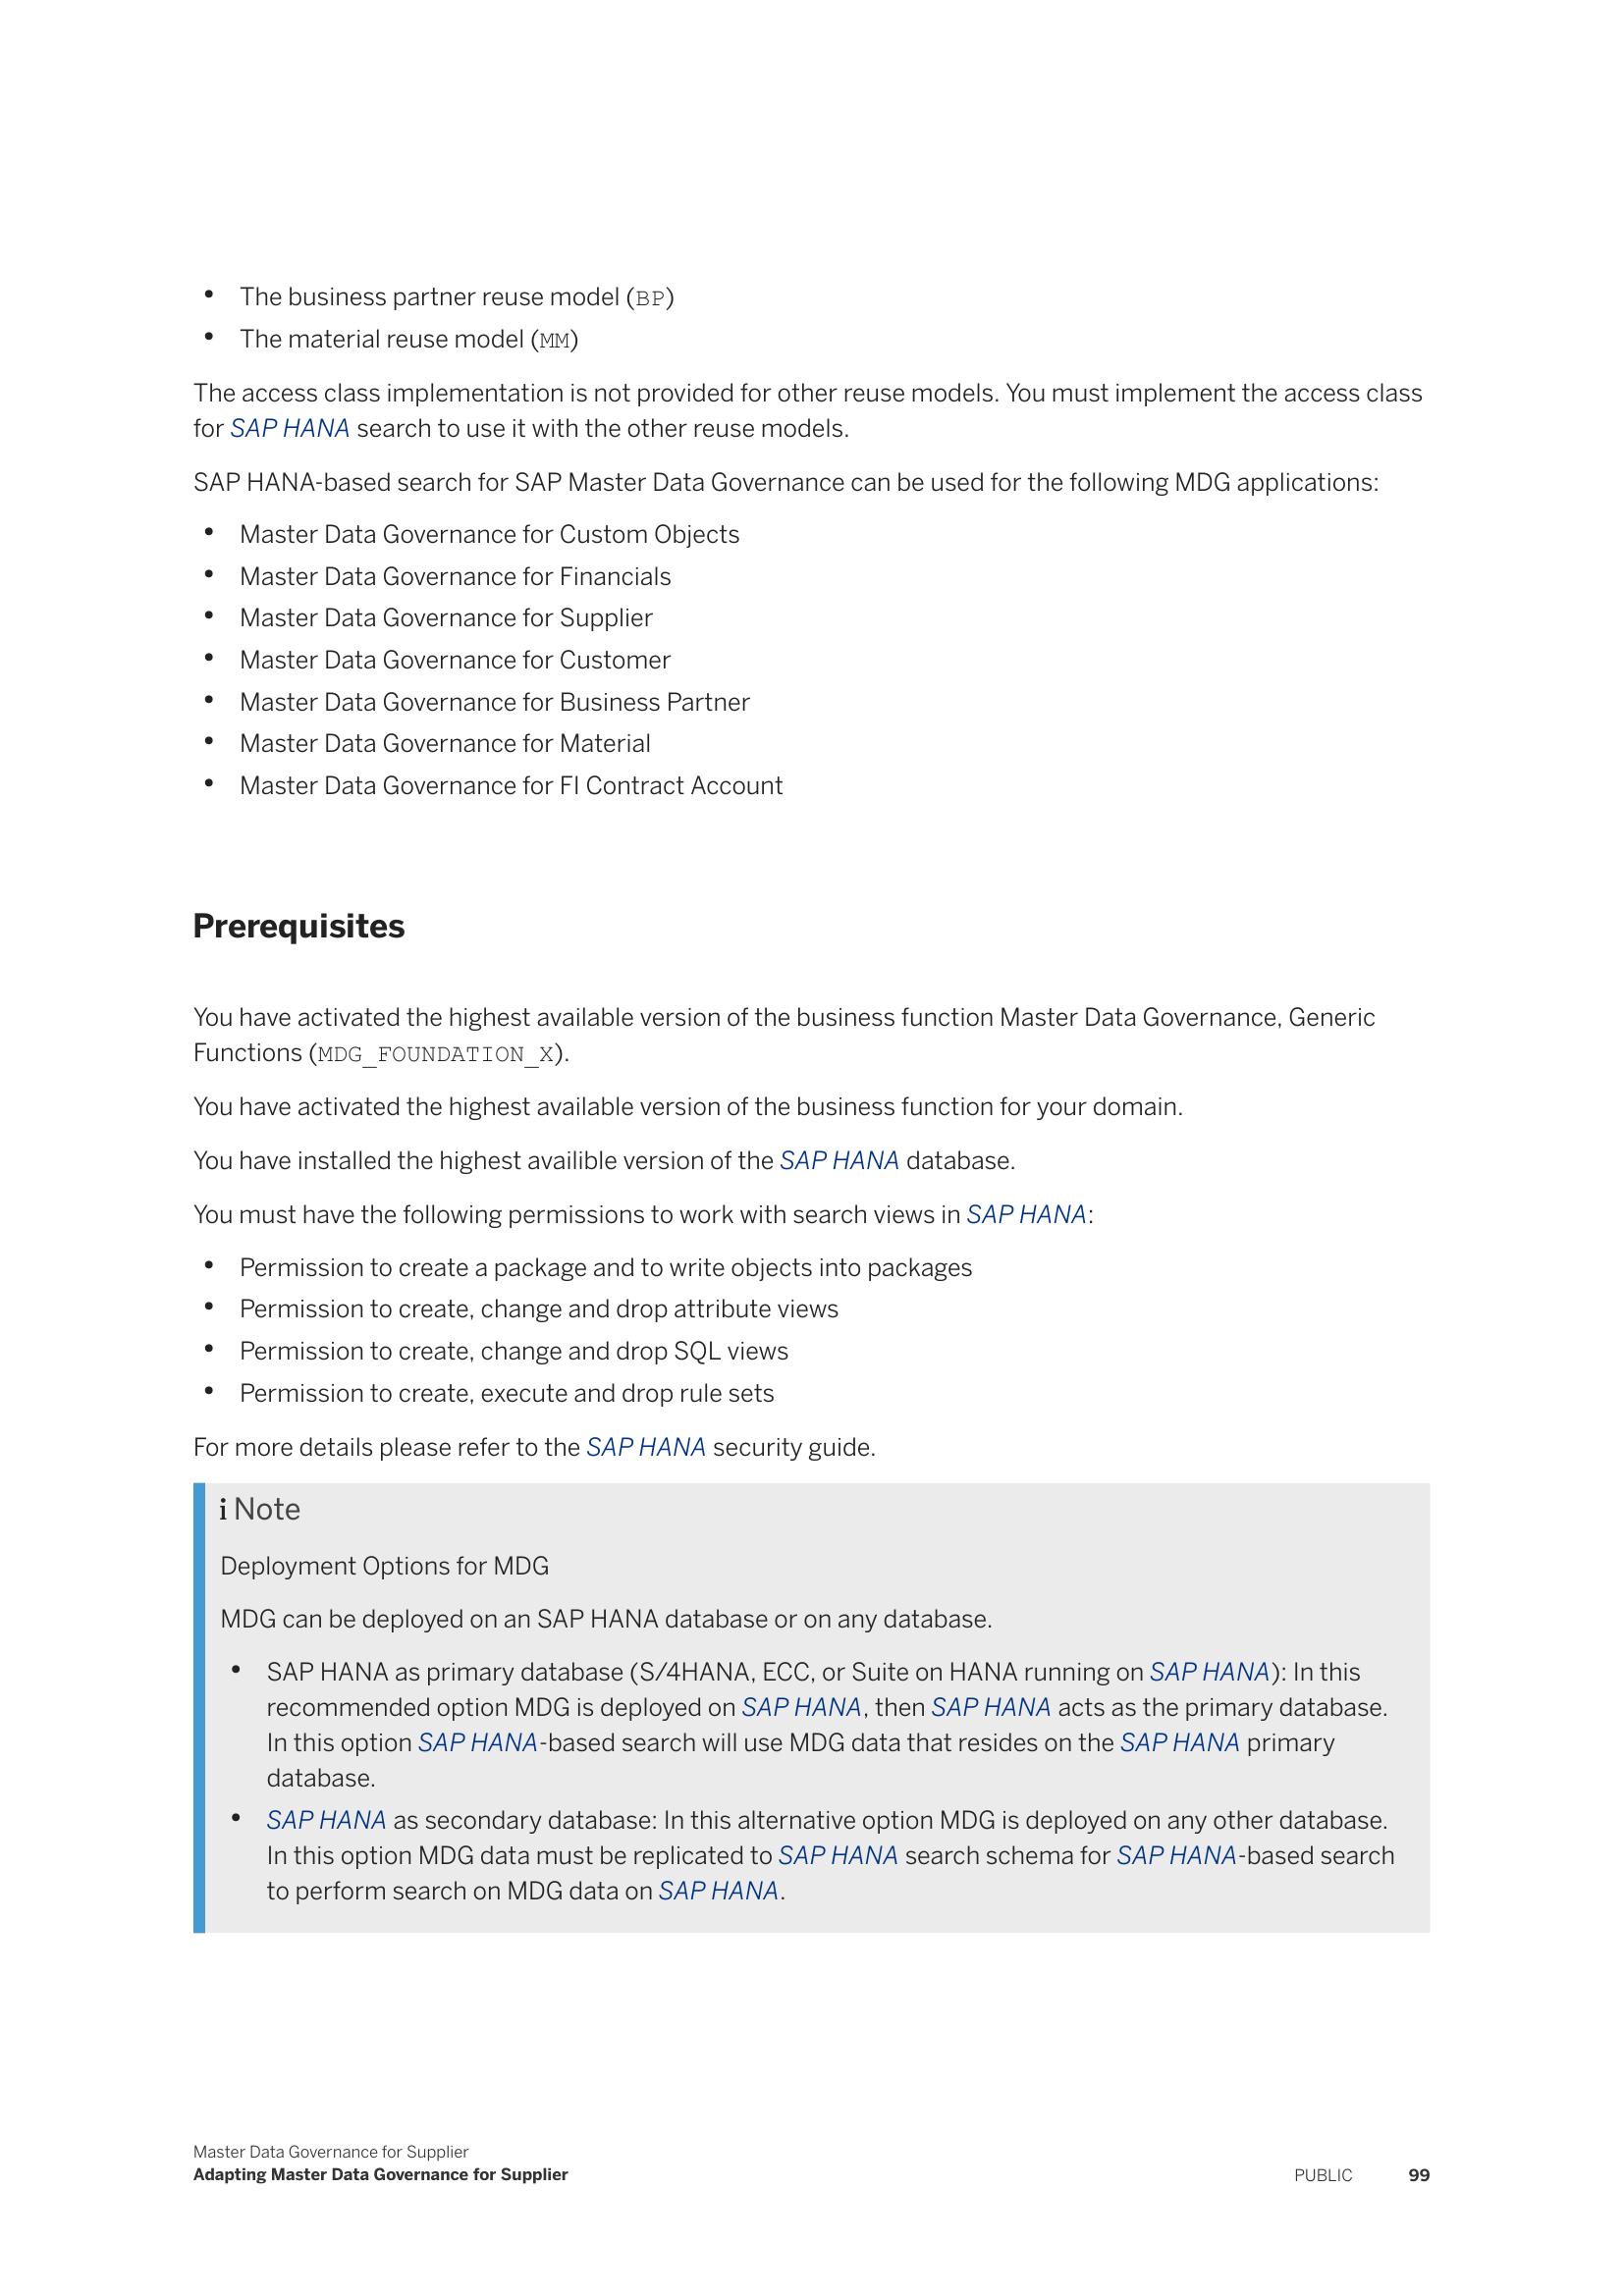 • The business partner reuse model (BP)
• The material reuse model (MM)
The access class implementation is not provided for other reuse models. You must implement the access class
for SAP HANA search to use it with the other reuse models.
SAP HANA-based search for SAP Master Data Governance can be used for the following MDG applications:
• Master Data Governance for Custom Objects
• Master Data Governance for Financials
• Master Data Governance for Supplier
• Master Data Governance for Customer
• Master Data Governance for Business Partner
• Master Data Governance for Material
• Master Data Governance for FI Contract Account
Prerequisites
You have activated the highest available version of the business function Master Data Governance, Generic
Functions (MDG_FOUNDATION_X).
You have activated the highest available version of the business function for your domain.
You have installed the highest availible version of the SAP HANA database.
You must have the following permissions to work with search views in SAP HANA:
• Permission to create a package and to write objects into packages
• Permission to create, change and drop attribute views
• Permission to create, change and drop SQL views
• Permission to create, execute and drop rule sets
For more details please refer to the SAP HANA security guide.
i Note
Deployment Options for MDG
MDG can be deployed on an SAP HANA database or on any database.
• SAP HANA as primary database (S/4HANA, ECC, or Suite on HANA running on SAP HANA): In this
recommended option MDG is deployed on SAP HANA, then SAP HANA acts as the primary database.
In this option SAP HANA-based search will use MDG data that resides on the SAP HANA primary
database.
• SAP HANA as secondary database: In this alternative option MDG is deployed on any other database.
In this option MDG data must be replicated to SAP HANA search schema for SAP HANA-based search
to perform search on MDG data on SAP HANA.
Master Data Governance for Supplier
Adapting Master Data Governance for Supplier
PUBLIC 99